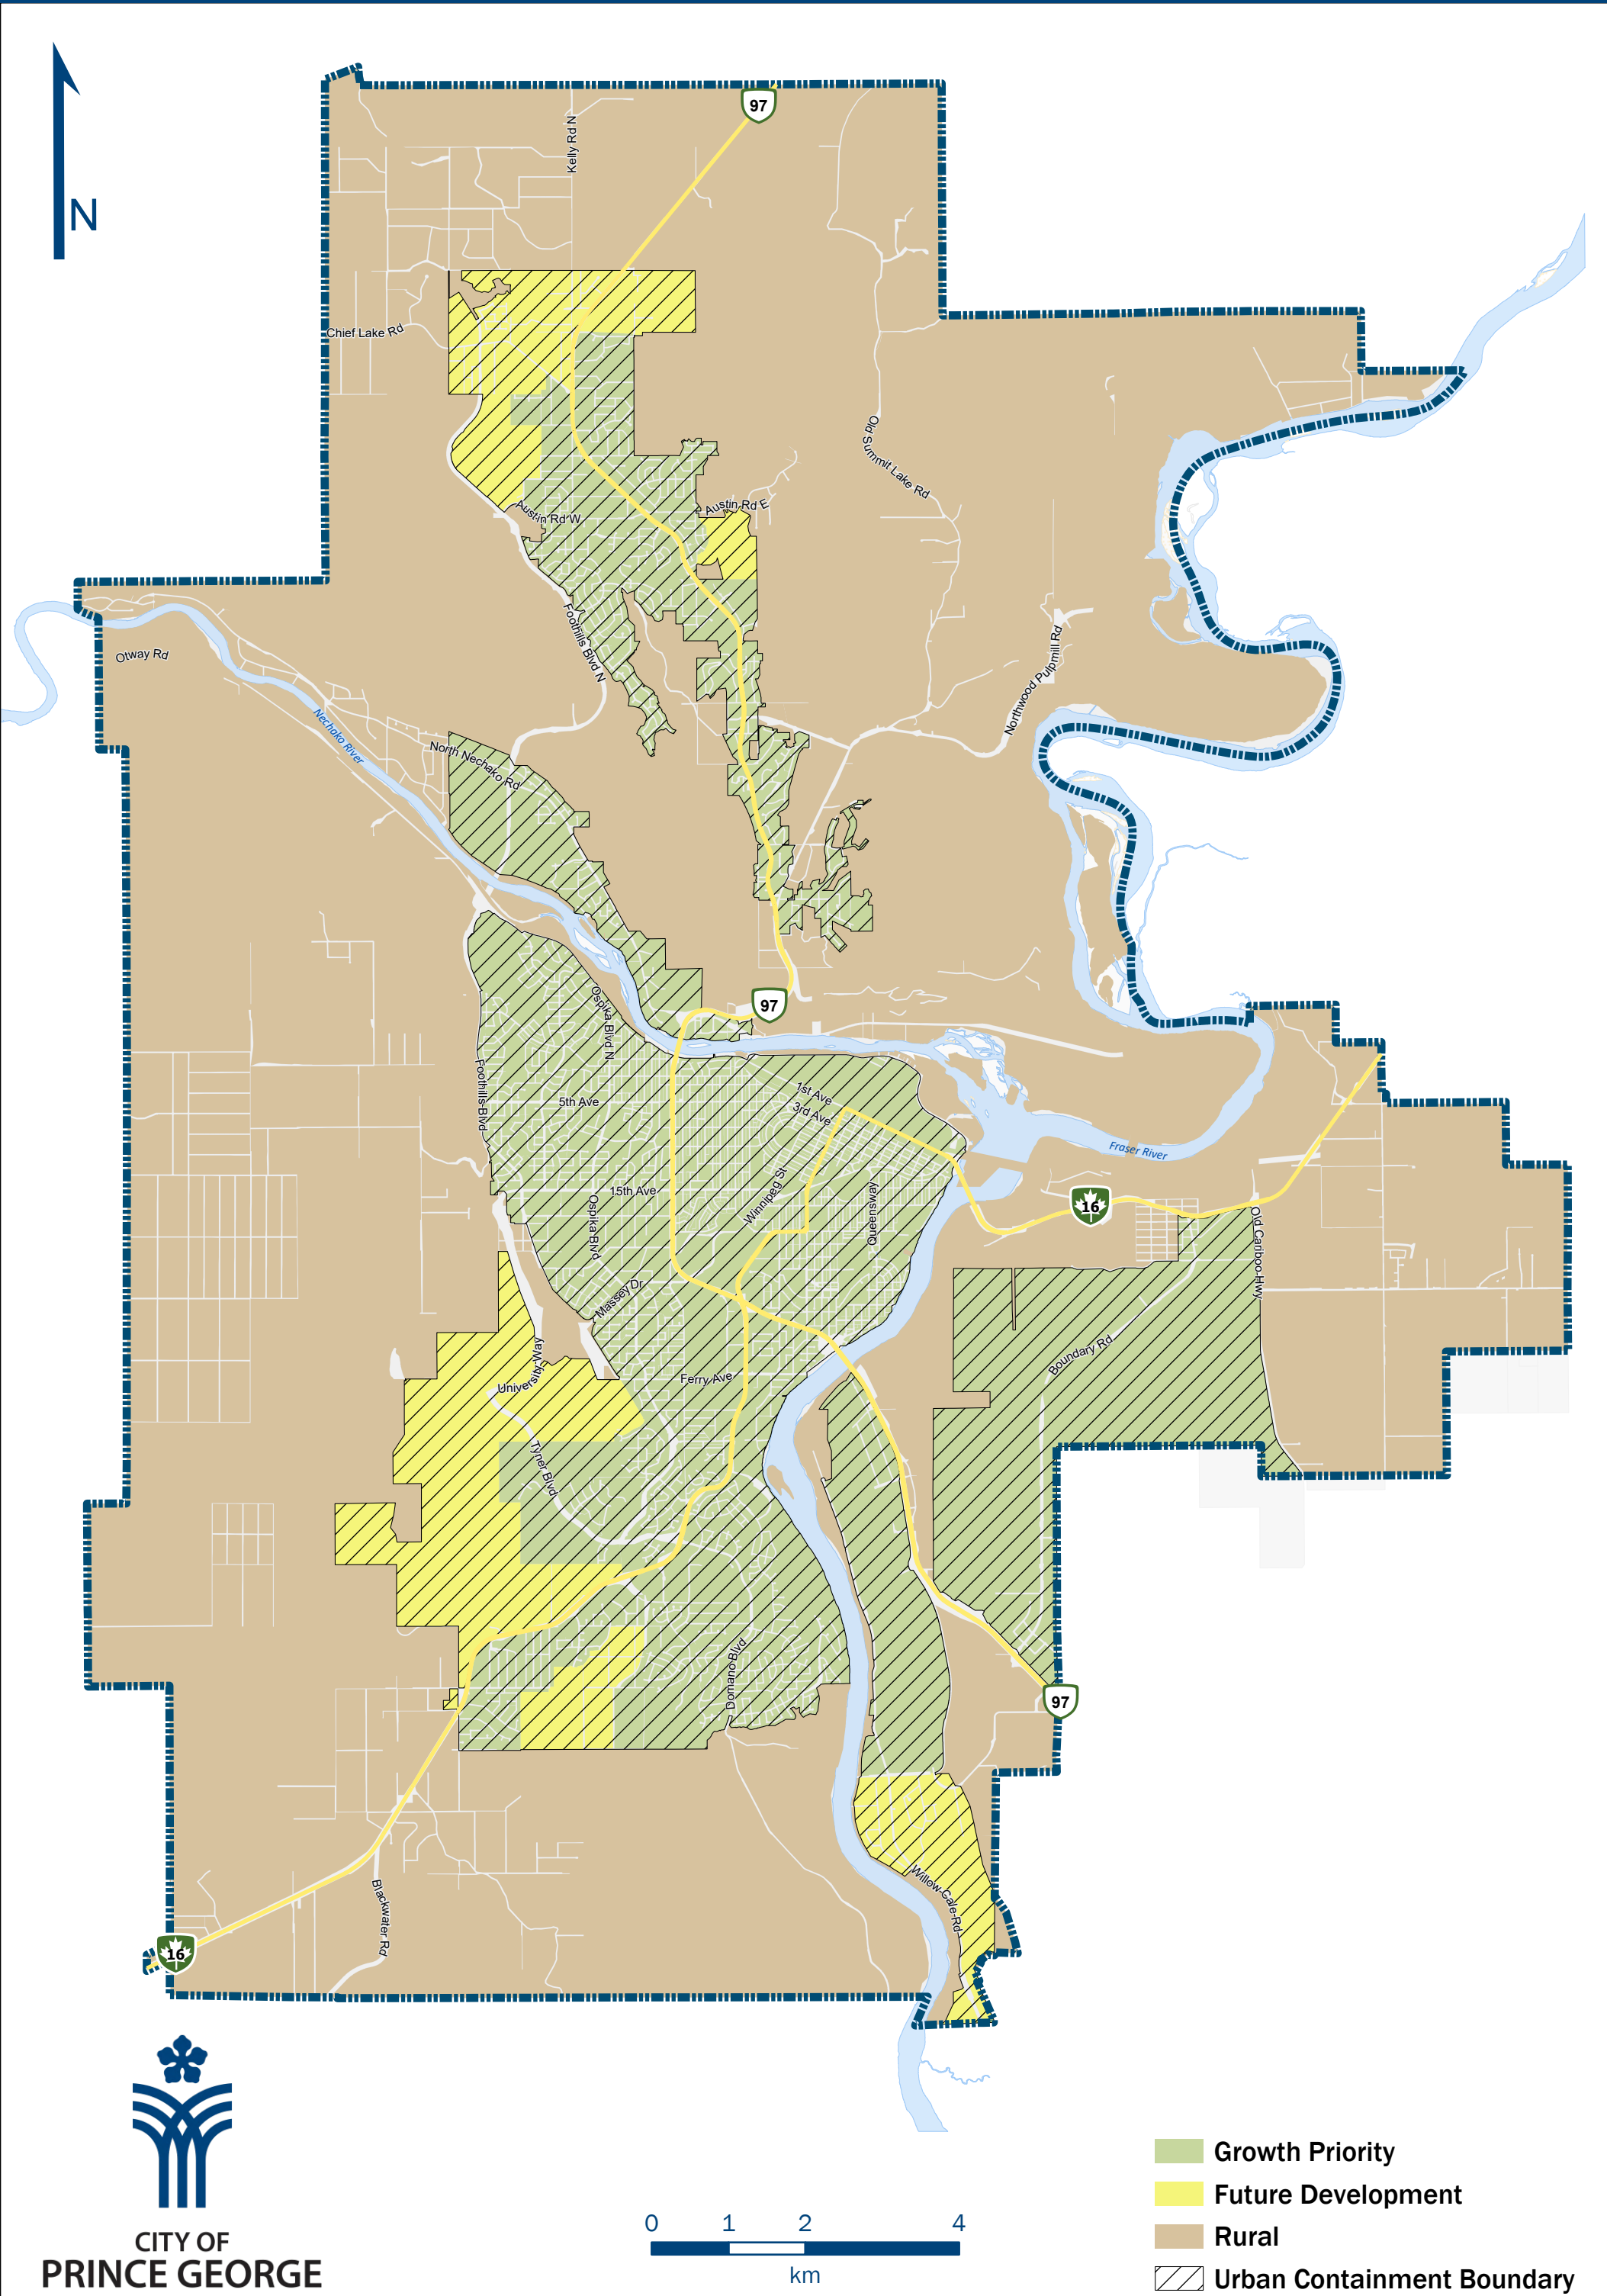 97
N
Kelly Rd N
Chief Lake Rd
Old Summit Lake Rd
Austin Rd W
Austin Rd E
Foothills Blvd N
Otway Rd
Northwood Pulpmill Rd
Nechako River
North Nechako Rd
97
Ospika Blvd N
Foothills Blvd
5th Ave
1st Ave
3rd Ave
Fraser River
15th Ave
Winnipeg St
Queensway
16
Ospika Blvd
Old Cariboo Hwy
Massey Dr
University Way
Ferry Ave
Boundary Rd
Tyner Blvd
Domano Blvd
97
Willow Cale Rd
Blackwater Rd
16
CITY OF
PRINCE GEORGE
0 1 2 4
km
Growth Priority
Future Development
Rural
Urban Containment Boundary